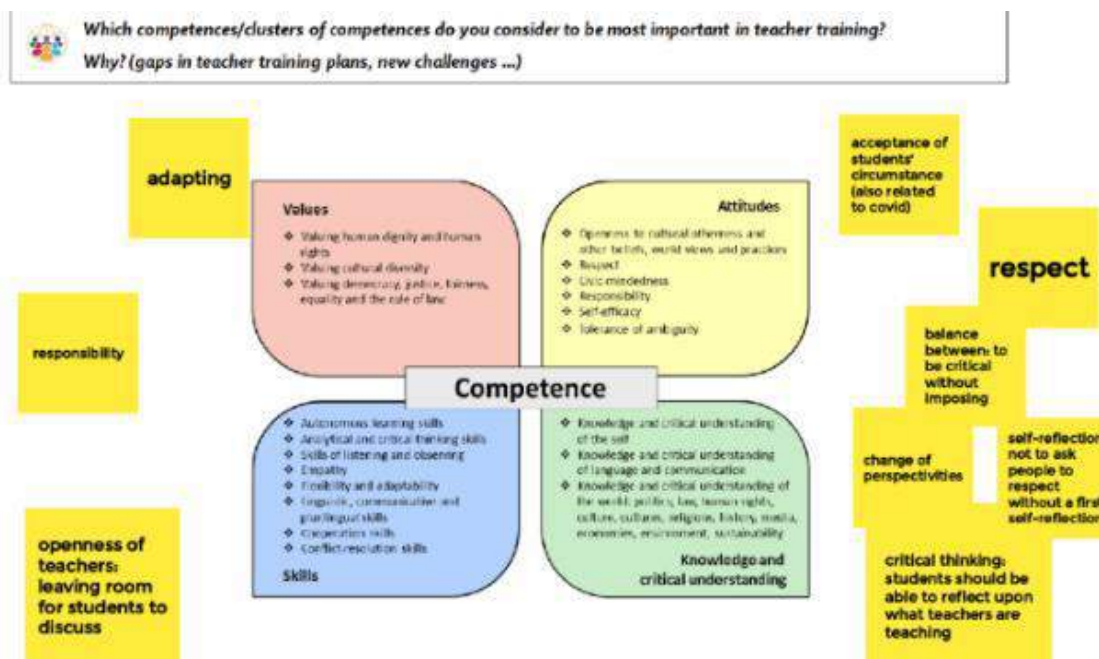 Which competences/clusters of competences do you consider to be most important in teacher training?
Why? (gaps in teacher training plans, new challenges ...)
adapting
responsibility
openness of
teachers:
leaving room
for students to
discuss
Values
❖ Valuing human dignity and human
rights
❖ Valuing cultural diversity
❖ Valuing democracy, justice, fairness,
equality and the rule of law
Attitudes
❖ Openness to cultural otherness and
other beliefs, world views and practices
❖ Respect
❖ Civic mindedness
❖ Responsibility
❖ Self-efficacy
❖ Tolerance of ambiguity
Competence
❖ Autonomous learning skills
❖ Analytical and critical thinking skills
❖ Skills of listening and observing
❖ Empathy
❖ Flexibility and adaptability
❖ Linguistic, communicative and
plurilingual skills
❖ Cooperation skills
❖ Conflict-resolution skills
Skills
❖ Knowledge and critical understanding
of the self
❖ Knowledge and critical understanding
of language and communication
❖ Knowledge and critical understanding of
the world: politics, law, human rights,
culture, cultures, religions, history, media,
economies, environment, sustainability
Knowledge and
critical understanding
acceptance of
students'
circumstance
(also related
to covid)
respect
balance
between: to
be critical
without
imposing
change of
perspectivities
self-reflection
not to ask
people to
respect
without a first
self-reflection
critical thinking:
students should be
able to reflect upon
what teachers are
teaching